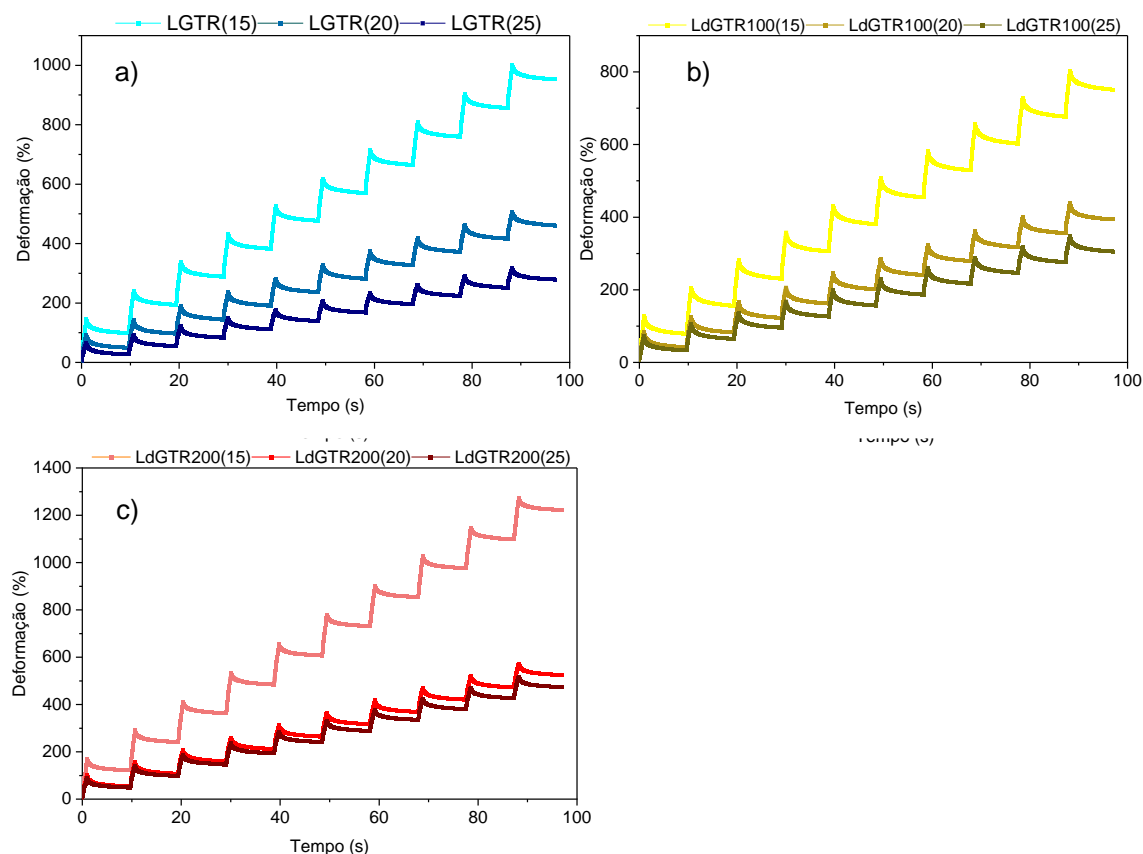 LGTR(15) LGTR(20) LGTR(25)
a)
Deformação (%)
1000
800
600
400
200
0
0 20 40 60 80 100
Tempo (s)
LdGTR100(15) LdGTR100(20) LdGTR100(25)
b)
Deformação (%)
800
600
400
200
0
0 20 40 60 80 100
Tempo (s)
Tempo (s)
Tempo (s)
LdGTR200(15) LdGTR200(20) LdGTR200(25)
c)
Deformação (%)
1400
1200
1000
800
600
400
200
0
0 20 40 60 80 100
Tempo (s)